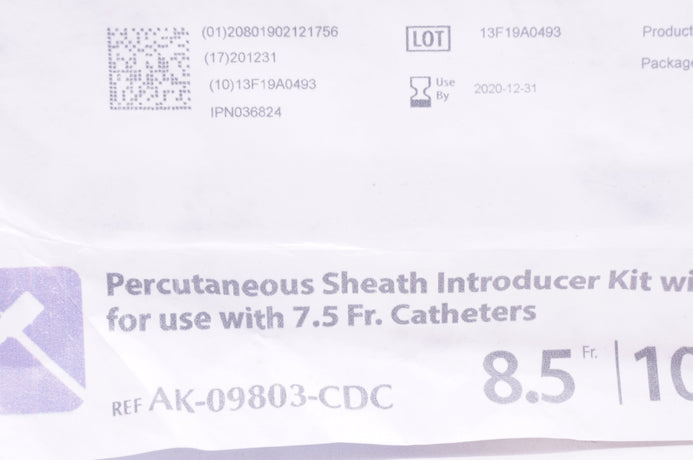 (01)20801902121756
(17)201231
(10)13F19A0493
IPN036824
LOT 13F19A0493
Use By 2020-12-31
Product
Package
Percutaneous Sheath Introducer Kit wi
for use with 7.5 Fr. Catheters
REF AK-09803-CDC
8.5 Fr. 10